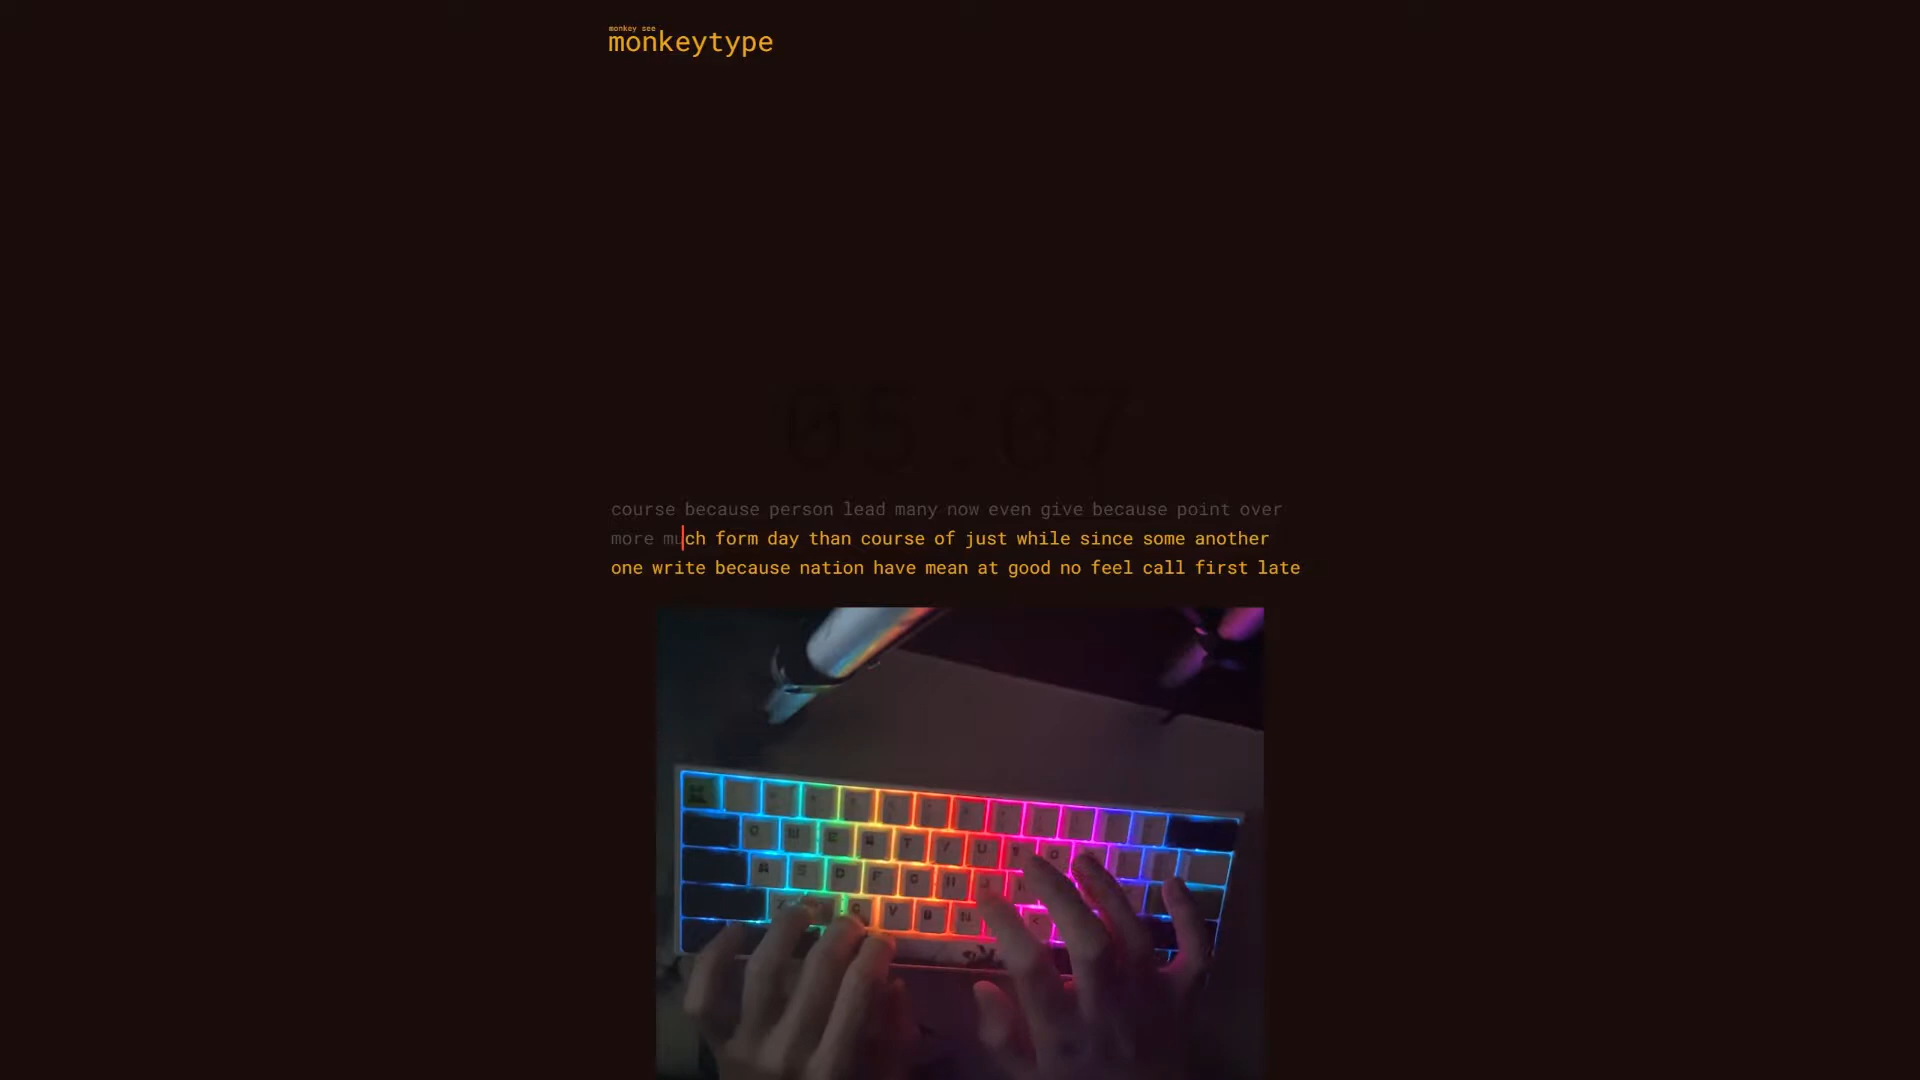 monkey see
monkeytype
05:07
course because person lead many now even give because point over
more much form day than course of just while since some another
one write because nation have mean at good no feel call first late
E
T
U
O
S
D
F
G
H
J
V
B
N